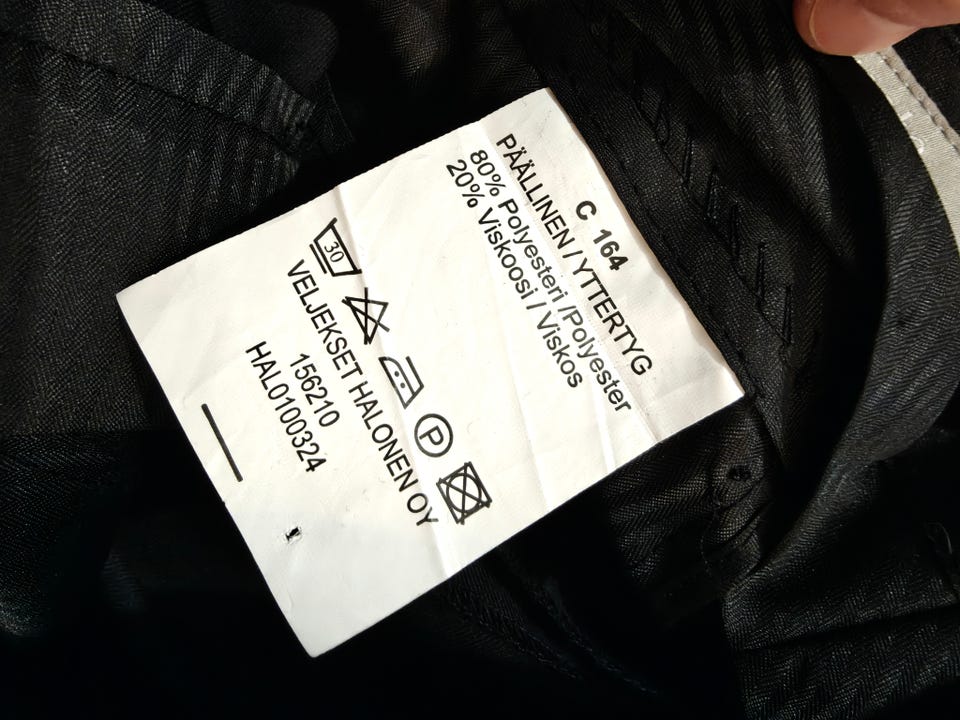 C 164
PÄÄLLINEN / YTTERTYG
80% Polyesteri /Polyester
20% Viskoosi / Viskos
30 P
VELJEKSET HALONEN OY
156210
HAL0100324